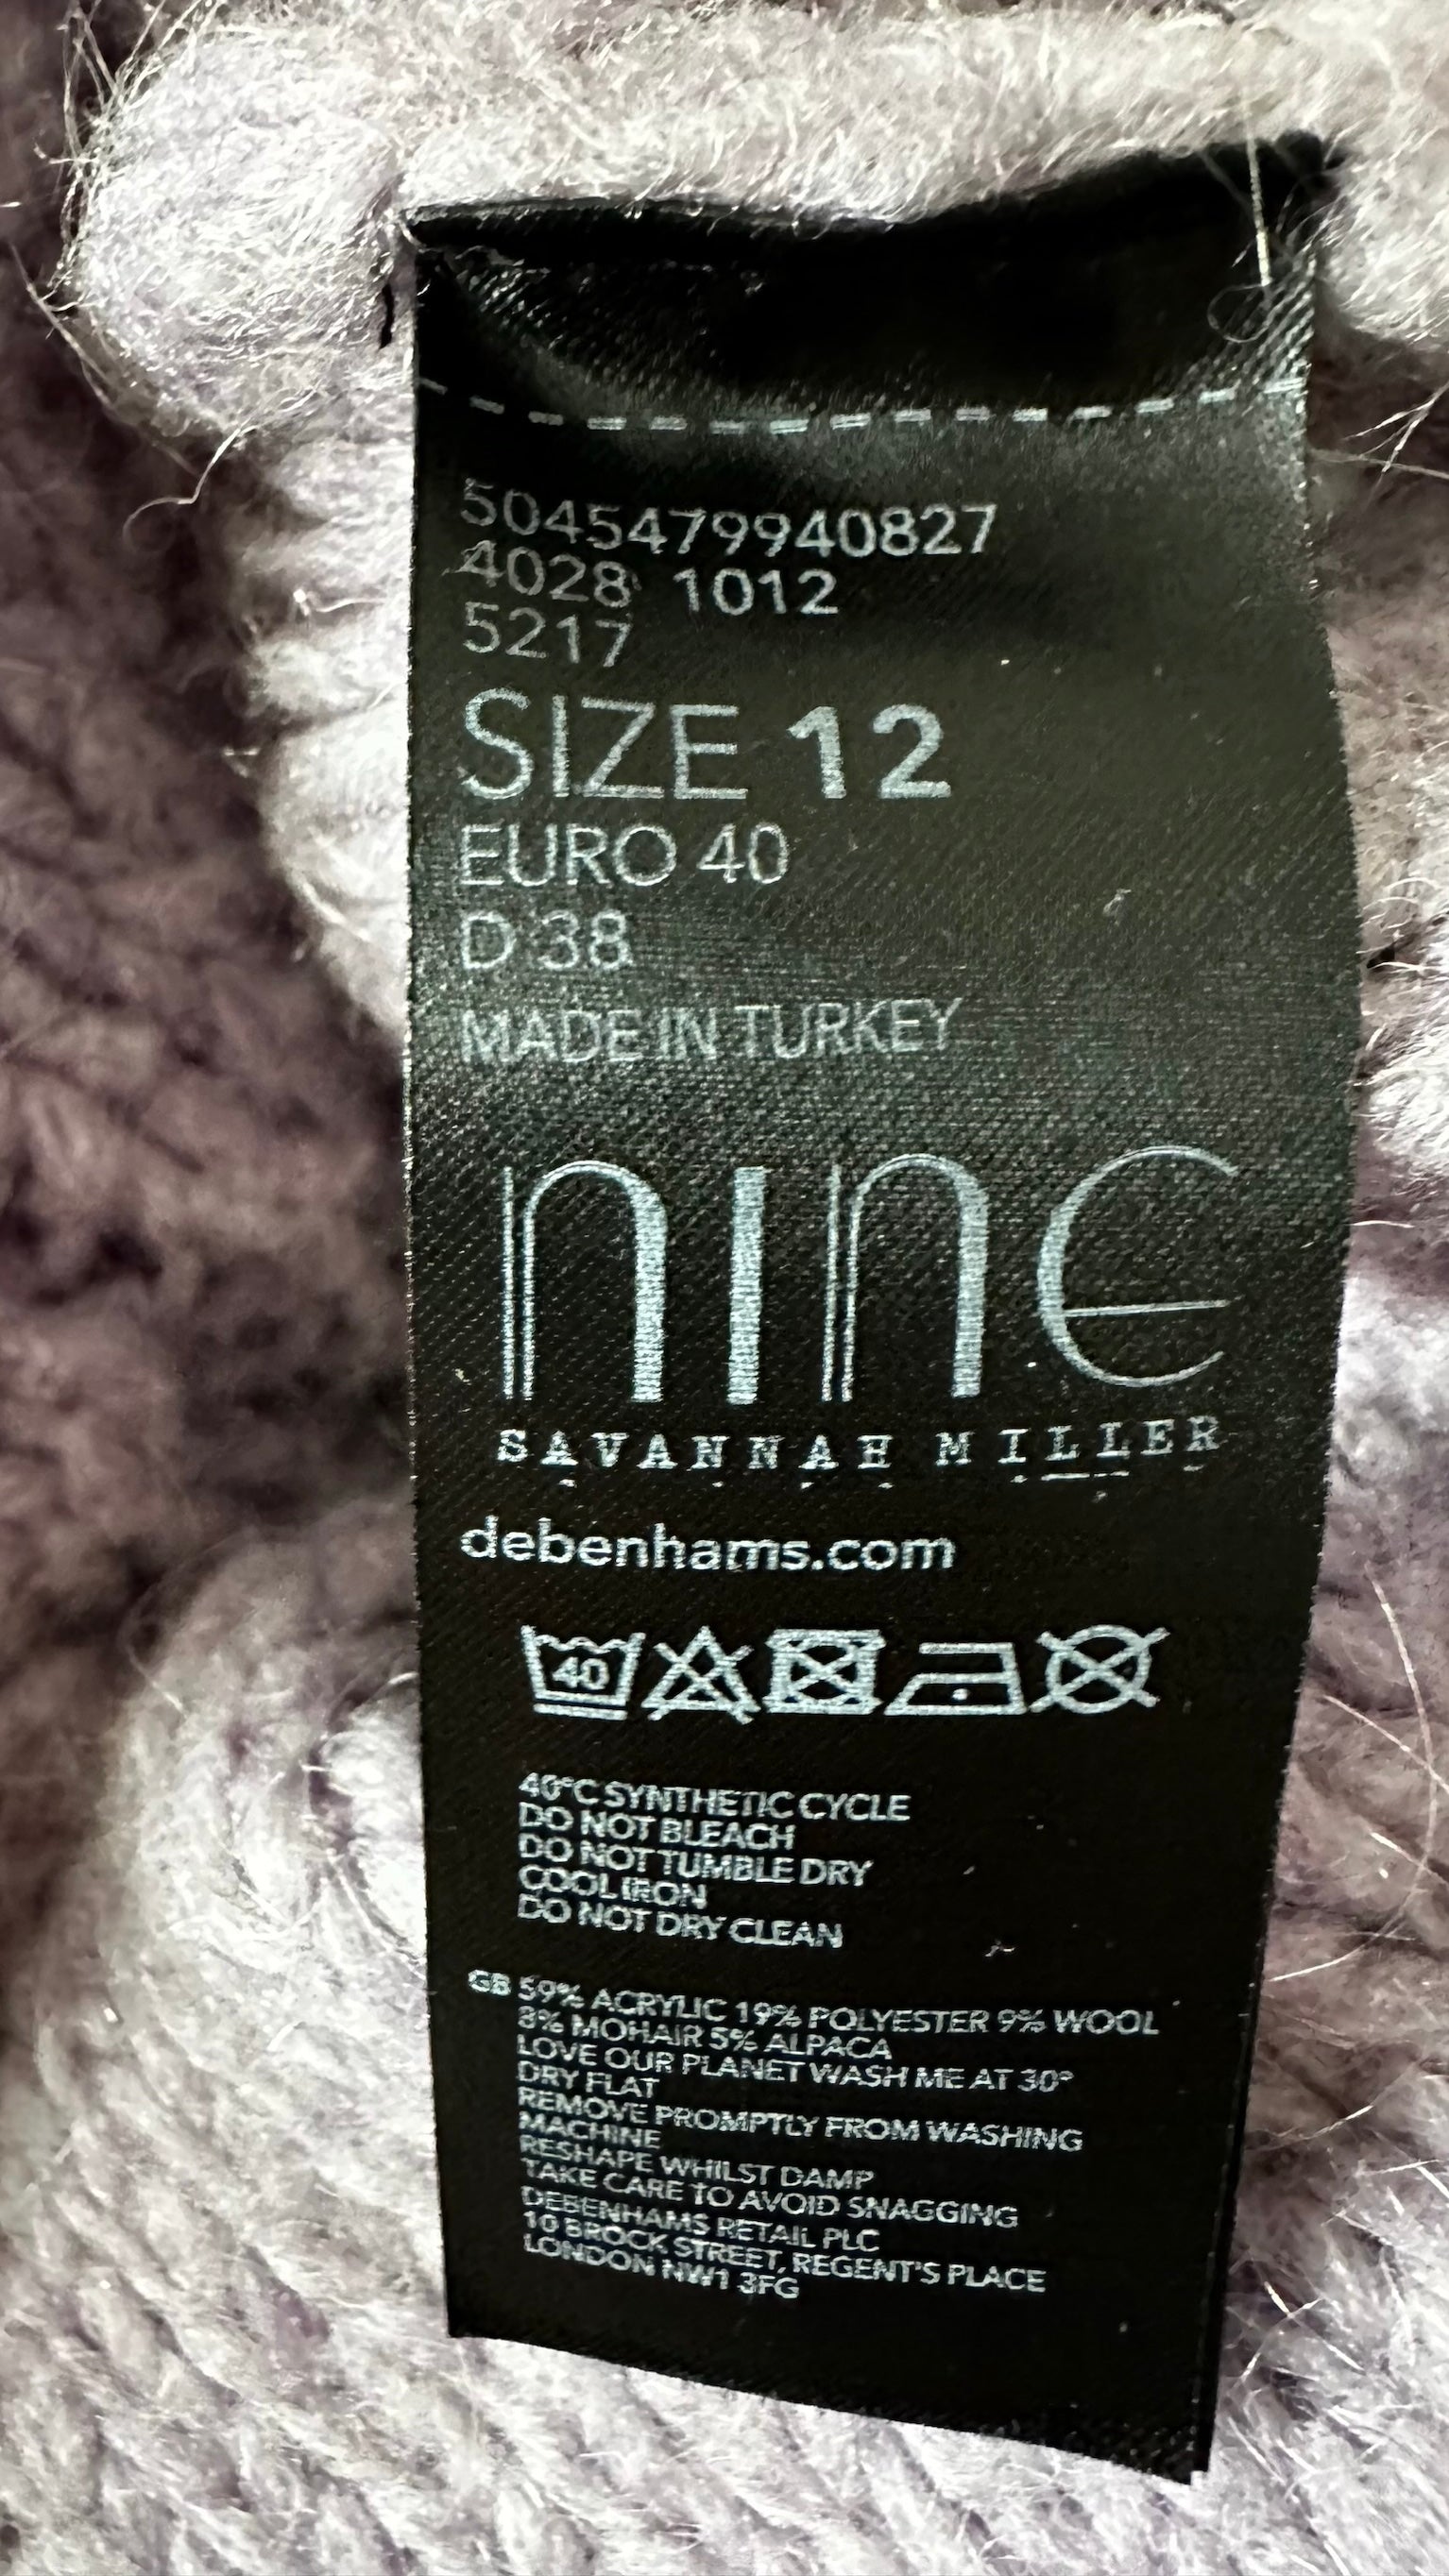 5045479940827
4028 1012
5217
SIZE 12
EURO 40
D 38
MADE IN TURKEY
nine
SAVANNAH MILLER
debenhams.com
40
40°C SYNTHETIC CYCLE
DO NOT BLEACH
DO NOT TUMBLE DRY
COOL IRON
DO NOT DRY CLEAN
GB 59% ACRYLIC 19% POLYESTER 9% WOOL
8% MOHAIR 5% ALPACA
LOVE OUR PLANET WASH ME AT 30°
DRY FLAT
REMOVE PROMPTLY FROM WASHING
MACHINE
RESHAPE WHILST DAMP
TAKE CARE TO AVOID SNAGGING
DEBENHAMS RETAIL PLC
10 BROCK STREET, REGENT'S PLACE
LONDON NW1 3FG